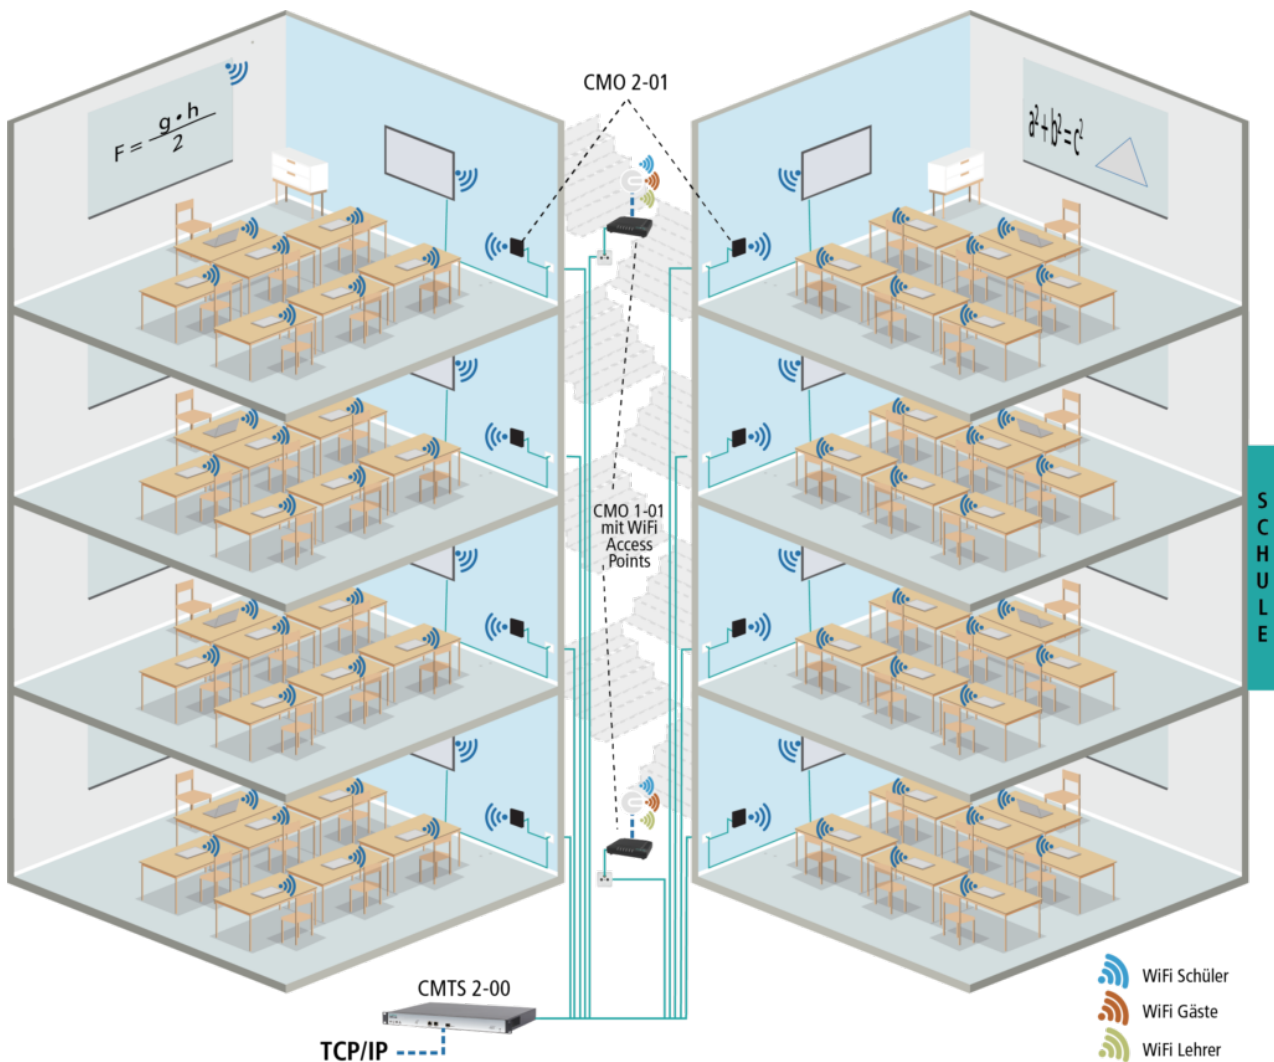 CMO 2-01
F = g • h / 2
a² + b² = c²
CMO 1-01
mit WiFi
Access
Points
SCHULE
CMTS 2-00
TCP/IP
WiFi Schüler
WiFi Gäste
WiFi Lehrer